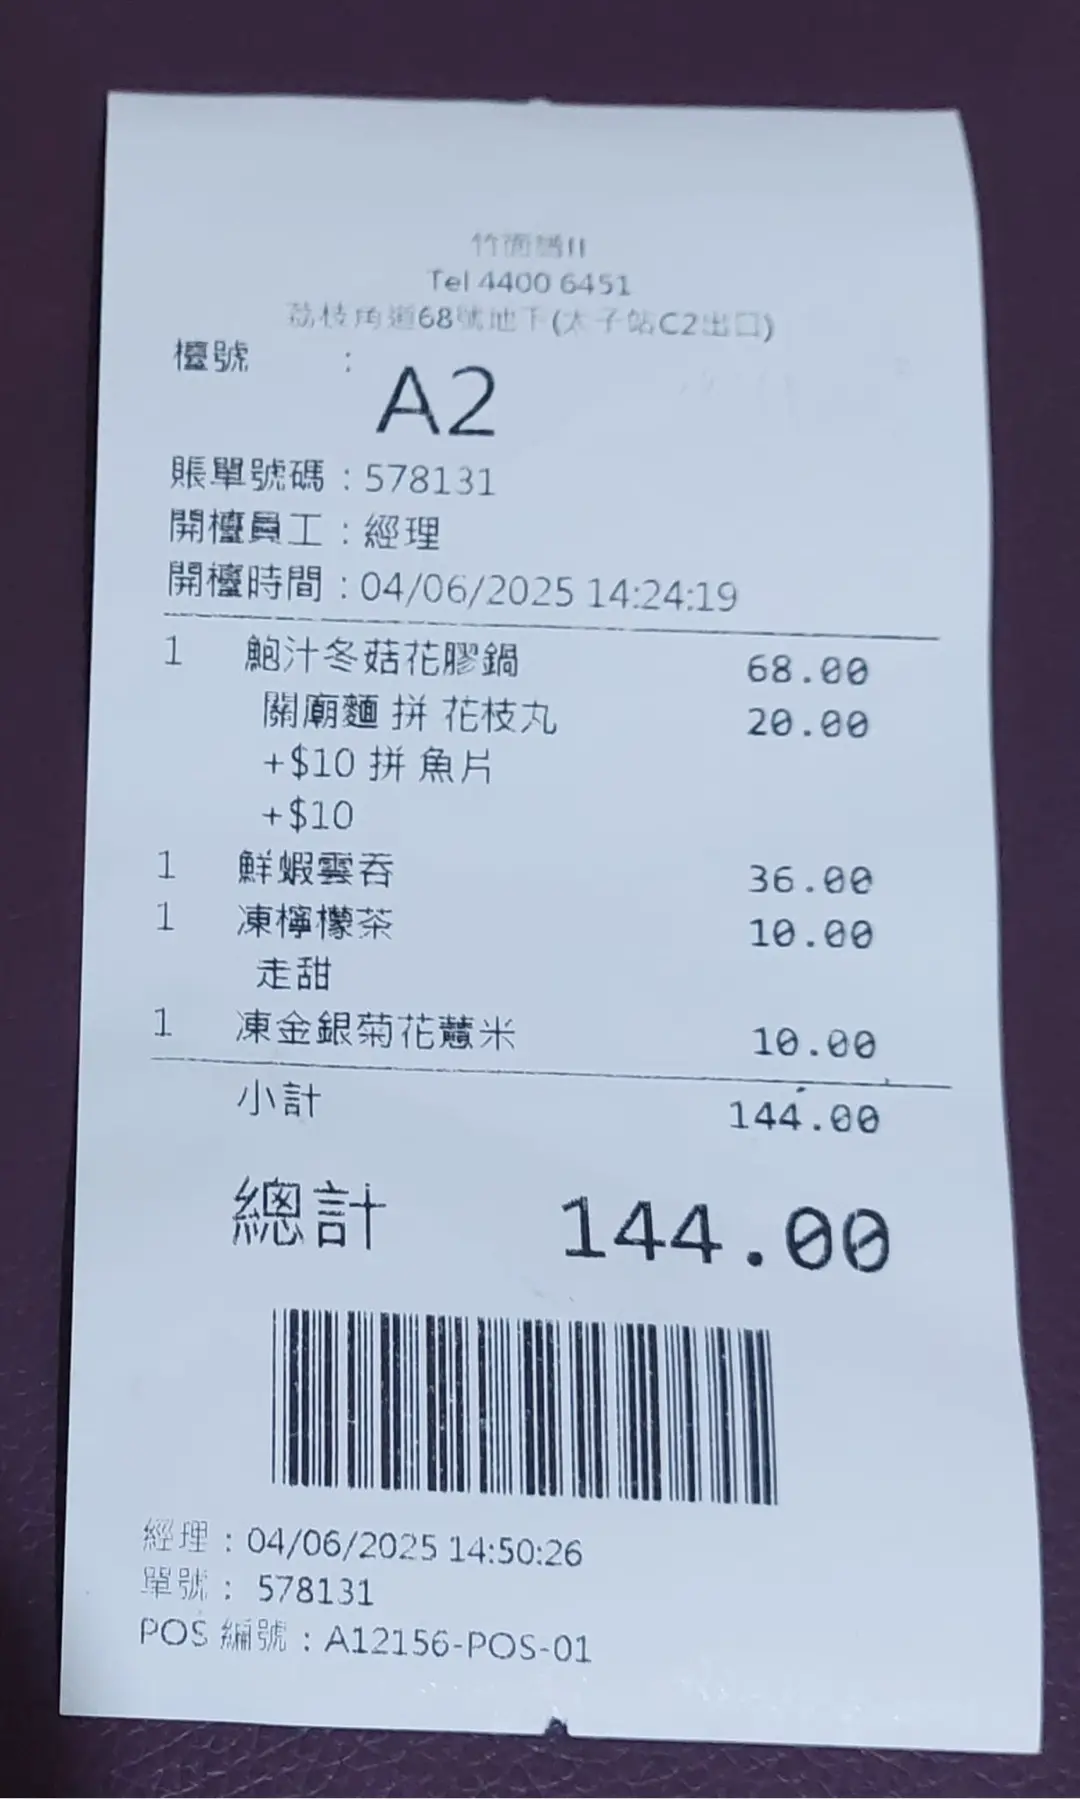 竹面譜II
Tel 4400 6451
荔枝角道68號地下(太子站C2出口)
檯號 :
A2
賬單號碼 : 578131
開檯員工 : 經理
開檯時間 : 04/06/2025 14:24:19
1 鮑汁冬菇花膠鍋 68.00
關廟麵 拼 花枝丸 20.00
+$10 拼 魚片
+$10
1 鮮蝦雲吞 36.00
1 凍檸檬茶 10.00
走甜
1 凍金銀菊花薏米 10.00
小計 144.00
總計 144.00
經理 : 04/06/2025 14:50:26
單號 : 578131
POS 編號 : A12156-POS-01